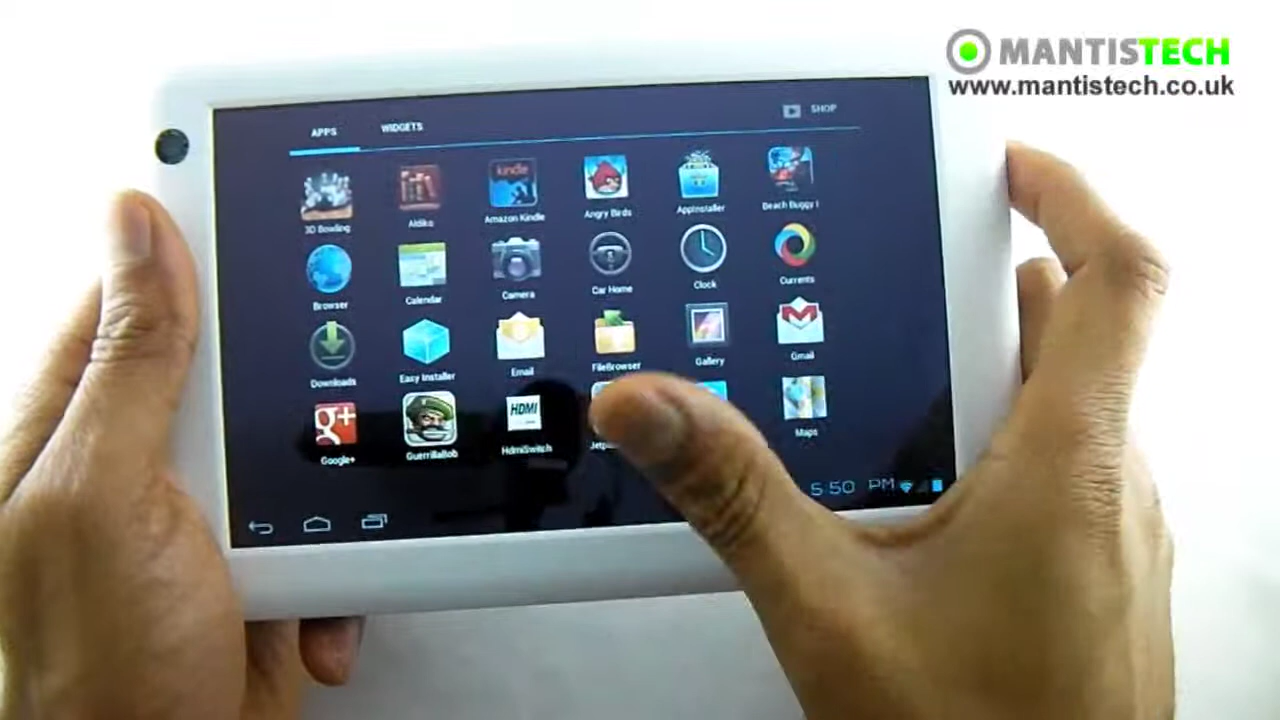 MANTISTECH
www.mantistech.co.uk
APPS WIDGETS SHOP
3D Bowling Aldiko Amazon Kindle Angry Birds AppInstaller Beach Buggy
kindle
Browser Calendar Camera Car Home Clock Currents
Downloads Easy Installer Email FileBrowser Gallery Gmail
g+ HDMI
Google+ GuerrillaBob HdmiSwitch Maps
5:50 PM